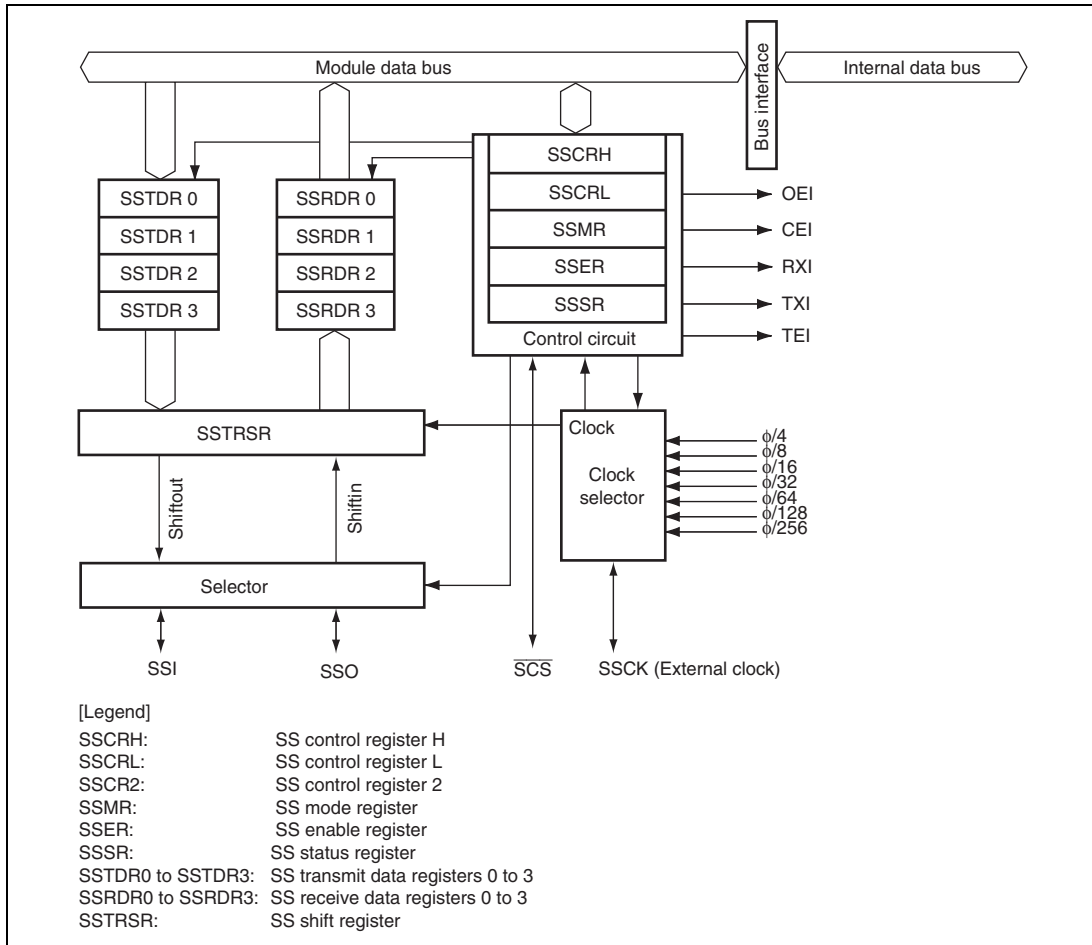 Module data bus
Bus interface
Internal data bus
SSCRH
SSCRL
SSMR
SSER
SSSR
Control circuit
SSTDR 0
SSTDR 1
SSTDR 2
SSTDR 3
SSRDR 0
SSRDR 1
SSRDR 2
SSRDR 3
OEI
CEI
RXI
TXI
TEI
SSTRSR
Clock
Clock
selector
ϕ/4
ϕ/8
ϕ/16
ϕ/32
ϕ/64
ϕ/128
ϕ/256
Shiftout
Shiftin
Selector
SSI
SSO
SCS
SSCK (External clock)
[Legend]
SSCRH: SS control register H
SSCRL: SS control register L
SSCR2: SS control register 2
SSMR: SS mode register
SSER: SS enable register
SSSR: SS status register
SSTDR0 to SSTDR3: SS transmit data registers 0 to 3
SSRDR0 to SSRDR3: SS receive data registers 0 to 3
SSTRSR: SS shift register